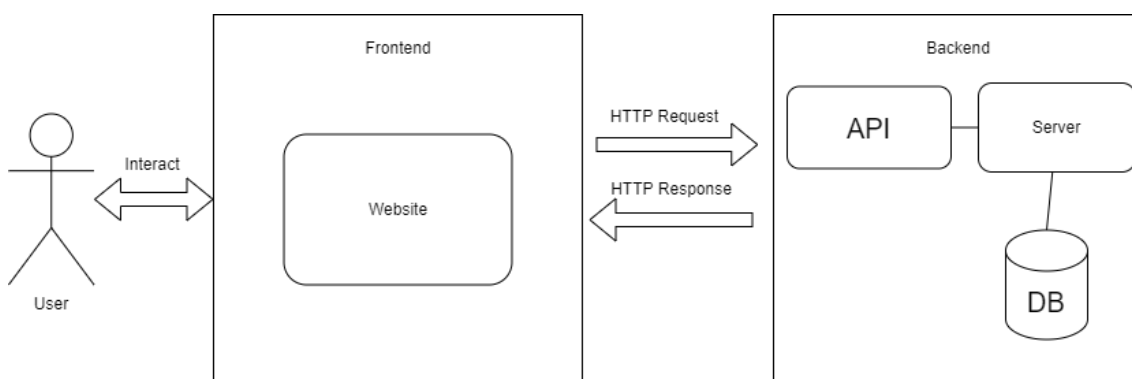 Frontend
Backend
HTTP Request
API
Server
Interact
HTTP Response
Website
User
DB